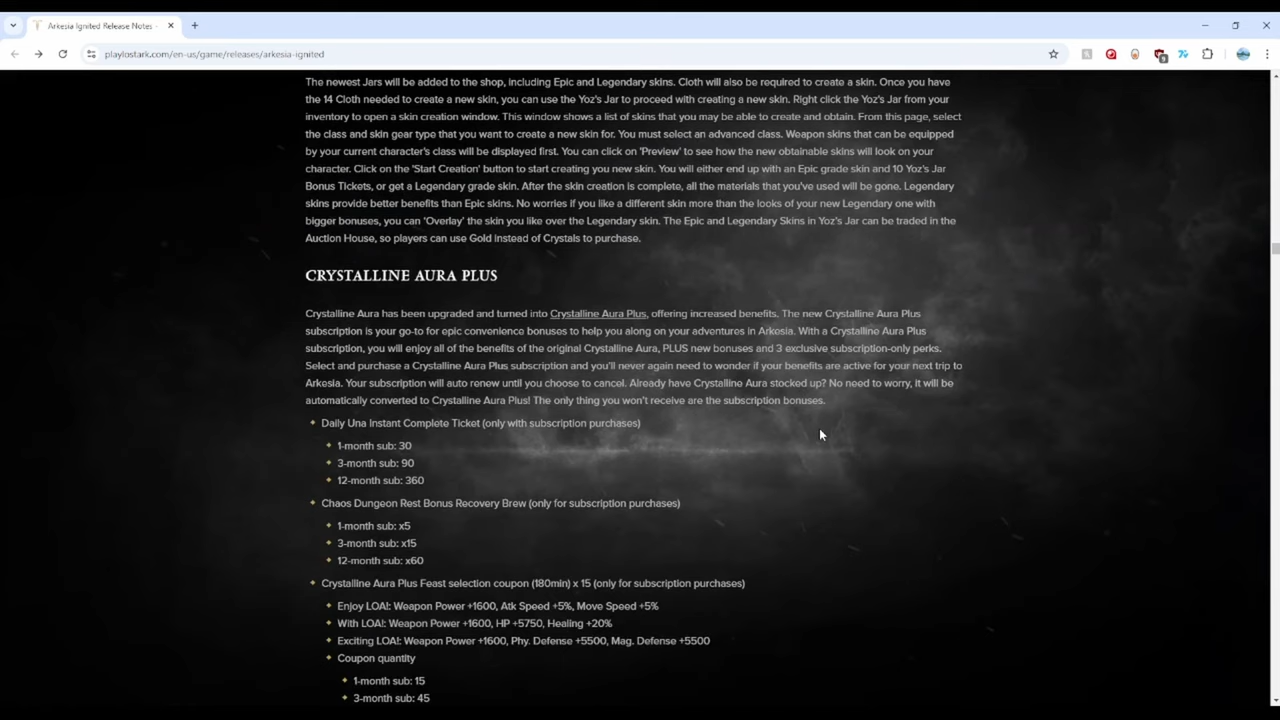 Arkesia Ignited Release Notes -
playlostark.com/en-us/game/releases/arkesia-ignited
The newest Jars will be added to the shop, including Epic and Legendary skins. Cloth will also be required to create a skin. Once you have
the 14 Cloth needed to create a new skin, you can use the Yoz's Jar to proceed with creating a new skin. Right click the Yoz's Jar from your
inventory to open a skin creation window. This window shows a list of skins that you may be able to create and obtain. From this page, select
the class and skin gear type that you want to create a new skin for. You must select an advanced class. Weapon skins that can be equipped
by your current character's class will be displayed first. You can click on 'Preview' to see how the new obtainable skins will look on your
character. Click on the 'Start Creation' button to start creating you new skin. You will either end up with an Epic grade skin and 10 Yoz's Jar
Bonus Tickets, or get a Legendary grade skin. After the skin creation is complete, all the materials that you've used will be gone. Legendary
skins provide better benefits than Epic skins. No worries if you like a different skin more than the looks of your new Legendary one with
bigger bonuses, you can 'Overlay' the skin you like over the Legendary skin. The Epic and Legendary Skins in Yoz's Jar can be traded in the
Auction House, so players can use Gold instead of Crystals to purchase.
CRYSTALLINE AURA PLUS
Crystalline Aura has been upgraded and turned into Crystalline Aura Plus, offering increased benefits. The new Crystalline Aura Plus
subscription is your go-to for epic convenience bonuses to help you along on your adventures in Arkesia. With a Crystalline Aura Plus
subscription, you will enjoy all of the benefits of the original Crystalline Aura, PLUS new bonuses and 3 exclusive subscription-only perks.
Select and purchase a Crystalline Aura Plus subscription and you'll never again need to wonder if your benefits are active for your next trip to
Arkesia. Your subscription will auto renew until you choose to cancel. Already have Crystalline Aura stocked up? No need to worry, it will be
automatically converted to Crystalline Aura Plus! The only thing you won't receive are the subscription bonuses.
Daily Una Instant Complete Ticket (only with subscription purchases)
1-month sub: 30
3-month sub: 90
12-month sub: 360
Chaos Dungeon Rest Bonus Recovery Brew (only for subscription purchases)
1-month sub: x5
3-month sub: x15
12-month sub: x60
Crystalline Aura Plus Feast selection coupon (180min) x 15 (only for subscription purchases)
Enjoy LOA!: Weapon Power +1600, Atk Speed +5%, Move Speed +5%
With LOA!: Weapon Power +1600, HP +5750, Healing +20%
Exciting LOA!: Weapon Power +1600, Phy. Defense +5500, Mag. Defense +5500
Coupon quantity
1-month sub: 15
3-month sub: 45